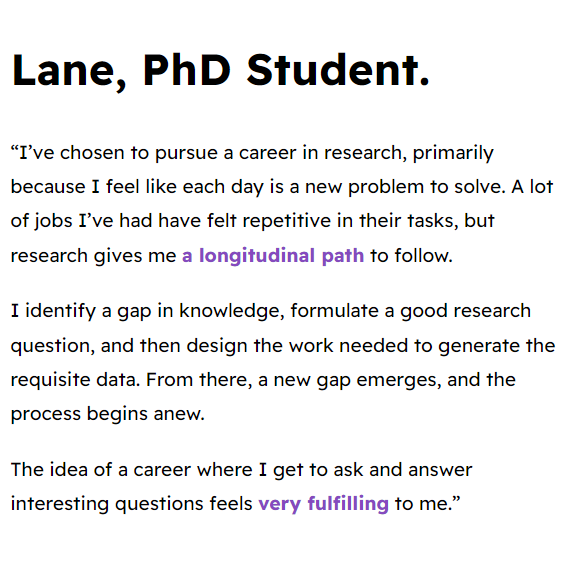 Lane, PhD Student.
“I’ve chosen to pursue a career in research, primarily
because I feel like each day is a new problem to solve. A lot
of jobs I’ve had have felt repetitive in their tasks, but
research gives me a longitudinal path to follow.
I identify a gap in knowledge, formulate a good research
question, and then design the work needed to generate the
requisite data. From there, a new gap emerges, and the
process begins anew.
The idea of a career where I get to ask and answer
interesting questions feels very fulfilling to me.”